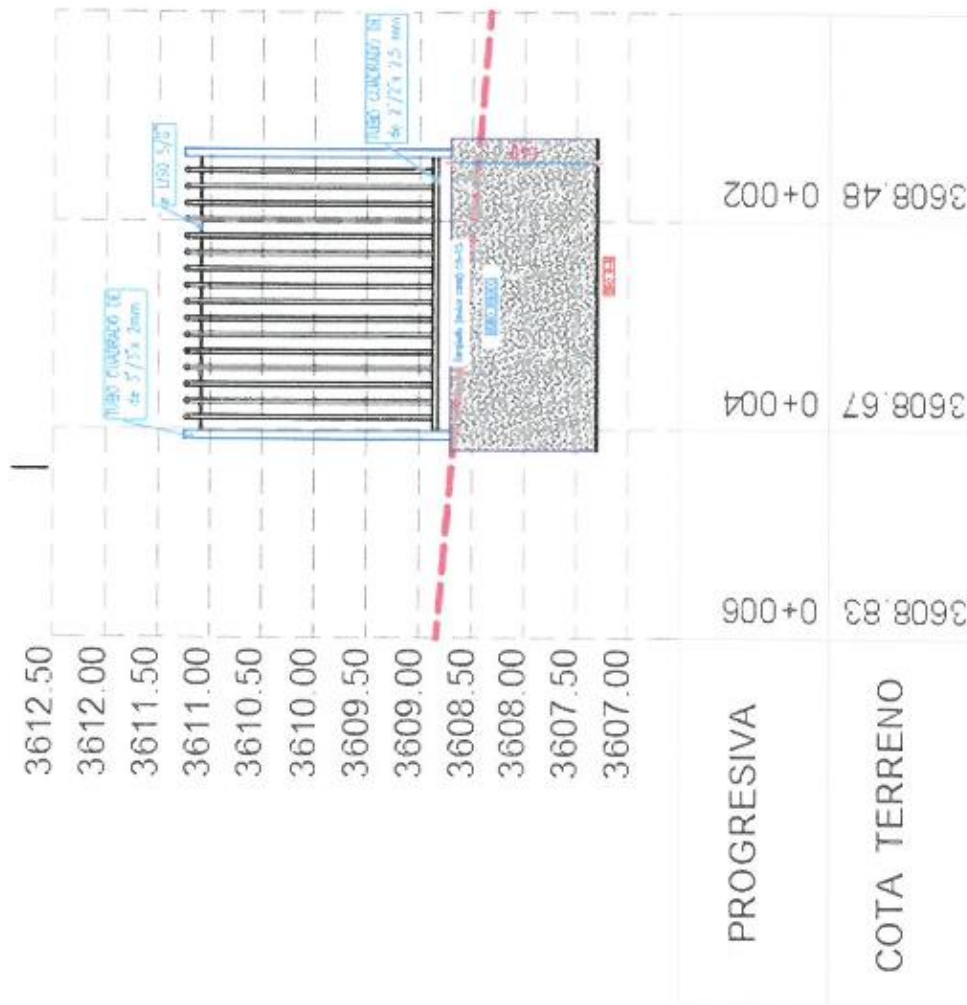 3612.50
3612.00
3611.50
3611.00
3610.50
3610.00
3609.50
3609.00
3608.50
3608.00
3607.50
3607.00
TUBO CUADRADO DE
de 3"/3"x 2mm
LISO 5/8"
TUBO CUADRADO DE
de 2"/2"x 2.5 mm
PROGRESIVA
0+006
0+004
0+002
COTA TERRENO
3608.83
3608.67
3608.48